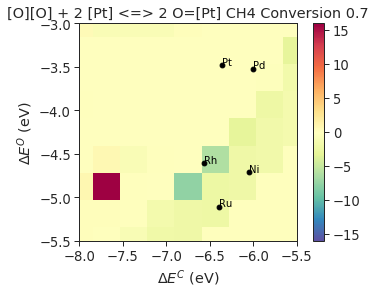 [O][O] + 2 [Pt] <=> 2 O=[Pt] CH4 Conversion 0.7
−3.0
−3.5
−4.0
−4.5
−5.0
−5.5
ΔE^O (eV)
Pt
Pd
Rh
Ni
Ru
−8.0 −7.5 −7.0 −6.5 −6.0 −5.5
ΔE^C (eV)
15
10
5
0
−5
−10
−15